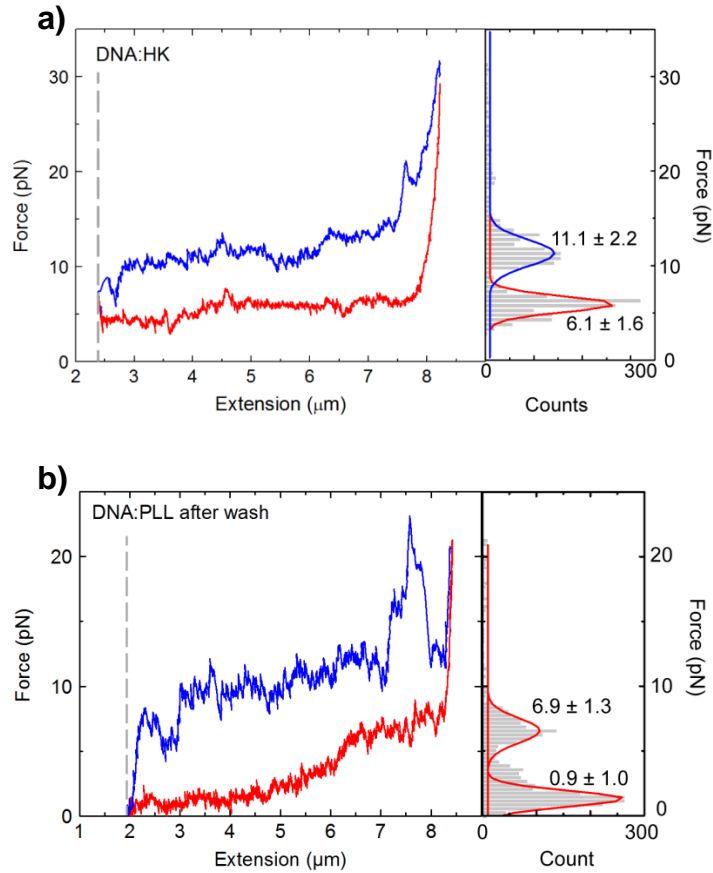 a)
DNA:HK
Force (pN)
30
20
10
0
2 3 4 5 6 7 8
Extension (μm)
11.1 ± 2.2
6.1 ± 1.6
0 300
Counts
30
20
10
0
Force (pN)
b)
DNA:PLL after wash
Force (pN)
20
10
0
1 2 3 4 5 6 7 8
Extension (µm)
6.9 ± 1.3
0.9 ± 1.0
0 300
Count
20
10
0
Force (pN)